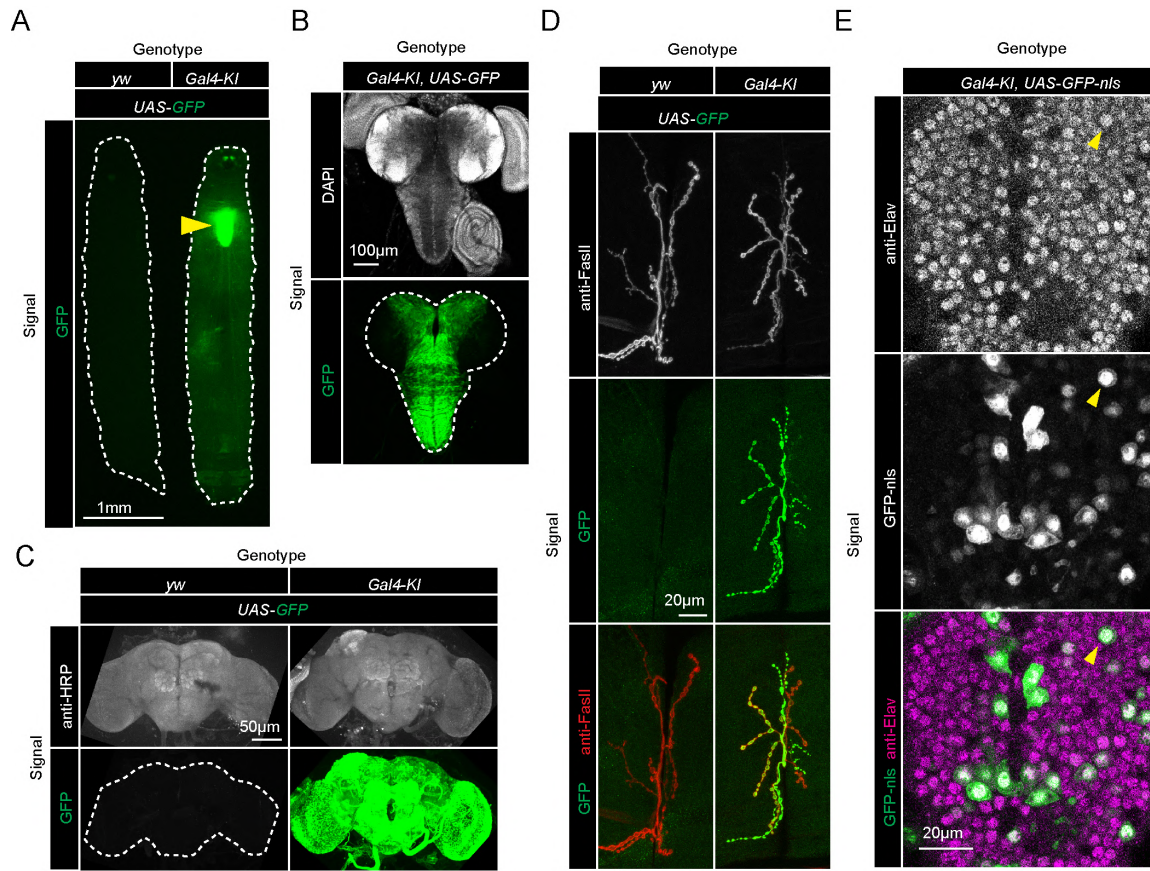 A
Genotype
yw
Gal4-KI
UAS-GFP
Signal
GFP
1mm
B
Genotype
Gal4-KI, UAS-GFP
Signal
DAPI
100µm
GFP
C
Genotype
yw
Gal4-KI
UAS-GFP
Signal
anti-HRP
50µm
GFP
D
Genotype
yw
Gal4-KI
UAS-GFP
Signal
anti-FasII
GFP
20µm
GFP anti-FasII
E
Genotype
Gal4-KI, UAS-GFP-nls
Signal
anti-Elav
GFP-nls
GFP-nls anti-Elav
20µm